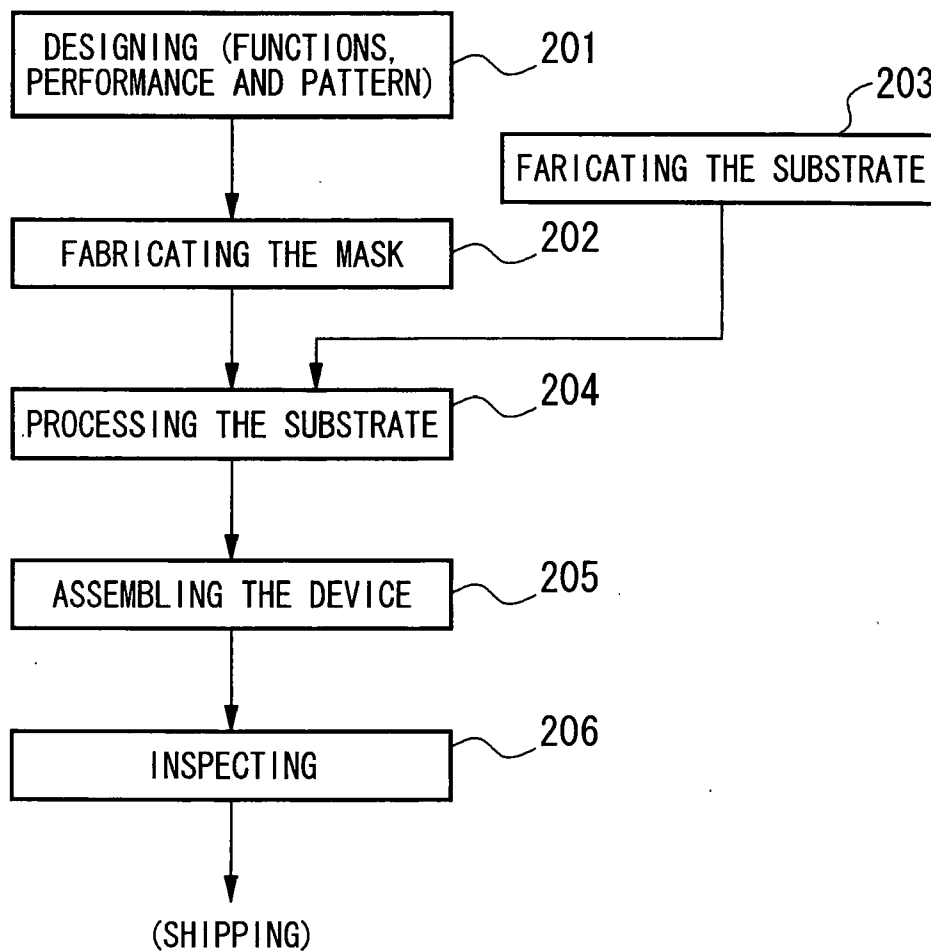 DESIGNING (FUNCTIONS,
PERFORMANCE AND PATTERN)
201
203
FARICATING THE SUBSTRATE
FABRICATING THE MASK
202
PROCESSING THE SUBSTRATE
204
ASSEMBLING THE DEVICE
205
INSPECTING
206
(SHIPPING)